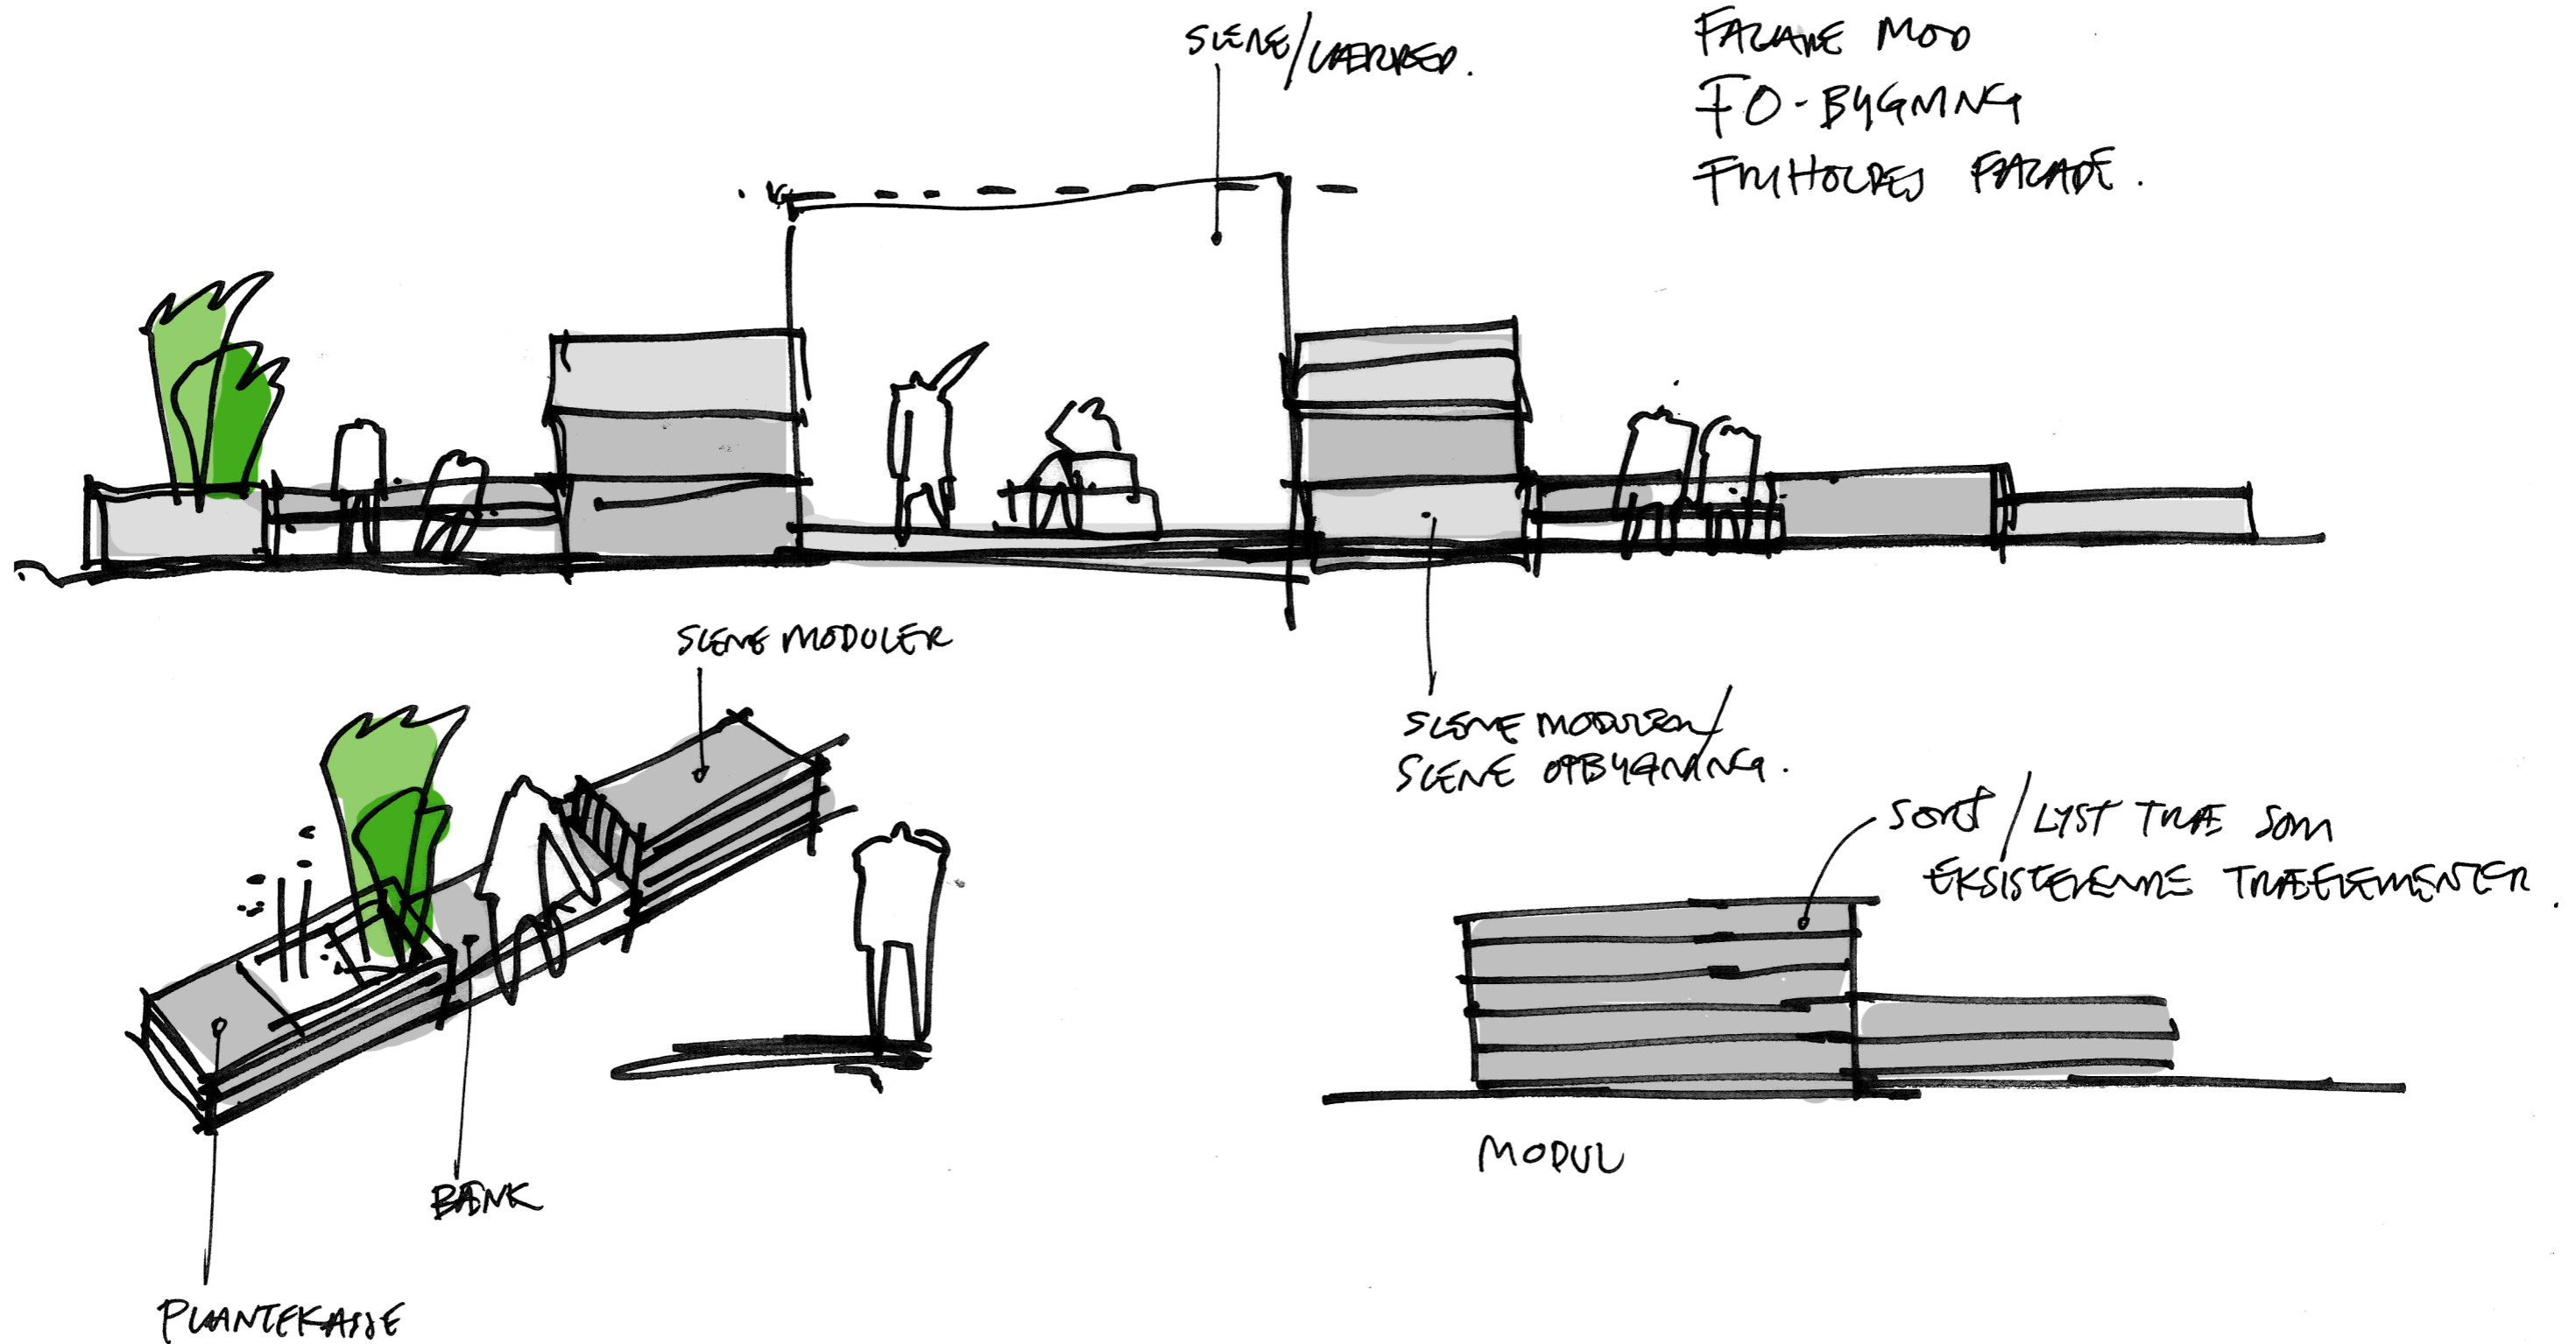 SCENE/LÆRRED.
FACADE MOD
FO-BYGNING
FRIHOLDES FACADE.
SCENE MODULER
SCENE MODULER/
SCENE OPBYGNING.
SORT/LYST TRÆ SOM
EKSISTERENDE TRÆELEMENTER.
MODUL
BÆNK
PLANTEKASSE